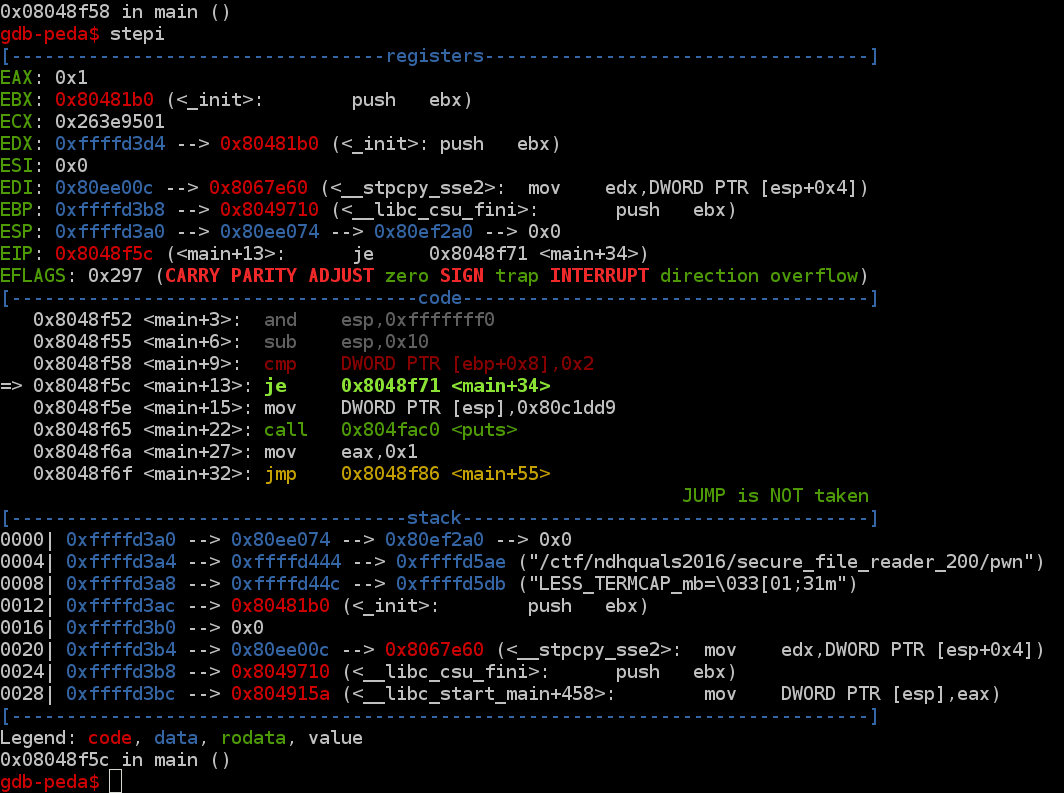 0x08048f58 in main ()
gdb-peda$ stepi
[----------------------------------registers-----------------------------------]
EAX: 0x1
EBX: 0x80481b0 (<_init>:        push   ebx)
ECX: 0x263e9501
EDX: 0xffffd3d4 --> 0x80481b0 (<_init>: push   ebx)
ESI: 0x0
EDI: 0x80ee00c --> 0x8067e60 (<__stpcpy_sse2>:  mov    edx,DWORD PTR [esp+0x4])
EBP: 0xffffd3b8 --> 0x8049710 (<__libc_csu_fini>:       push   ebx)
ESP: 0xffffd3a0 --> 0x80ee074 --> 0x80ef2a0 --> 0x0
EIP: 0x8048f5c (<main+13>:      je     0x8048f71 <main+34>)
EFLAGS: 0x297 (CARRY PARITY ADJUST zero SIGN trap INTERRUPT direction overflow)
[-------------------------------------code-------------------------------------]
   0x8048f52 <main+3>:  and    esp,0xfffffff0
   0x8048f55 <main+6>:  sub    esp,0x10
   0x8048f58 <main+9>:  cmp    DWORD PTR [ebp+0x8],0x2
=> 0x8048f5c <main+13>: je     0x8048f71 <main+34>
   0x8048f5e <main+15>: mov    DWORD PTR [esp],0x80c1dd9
   0x8048f65 <main+22>: call   0x804fac0 <puts>
   0x8048f6a <main+27>: mov    eax,0x1
   0x8048f6f <main+32>: jmp    0x8048f86 <main+55>
                                                              JUMP is NOT taken
[------------------------------------stack-------------------------------------]
0000| 0xffffd3a0 --> 0x80ee074 --> 0x80ef2a0 --> 0x0
0004| 0xffffd3a4 --> 0xffffd444 --> 0xffffd5ae ("/ctf/ndhquals2016/secure_file_reader_200/pwn")
0008| 0xffffd3a8 --> 0xffffd44c --> 0xffffd5db ("LESS_TERMCAP_mb=\033[01;31m")
0012| 0xffffd3ac --> 0x80481b0 (<_init>:        push   ebx)
0016| 0xffffd3b0 --> 0x0
0020| 0xffffd3b4 --> 0x80ee00c --> 0x8067e60 (<__stpcpy_sse2>:  mov    edx,DWORD PTR [esp+0x4])
0024| 0xffffd3b8 --> 0x8049710 (<__libc_csu_fini>:      push   ebx)
0028| 0xffffd3bc --> 0x804915a (<__libc_start_main+458>:        mov    DWORD PTR [esp],eax)
[------------------------------------------------------------------------------]
Legend: code, data, rodata, value
0x08048f5c in main ()
gdb-peda$